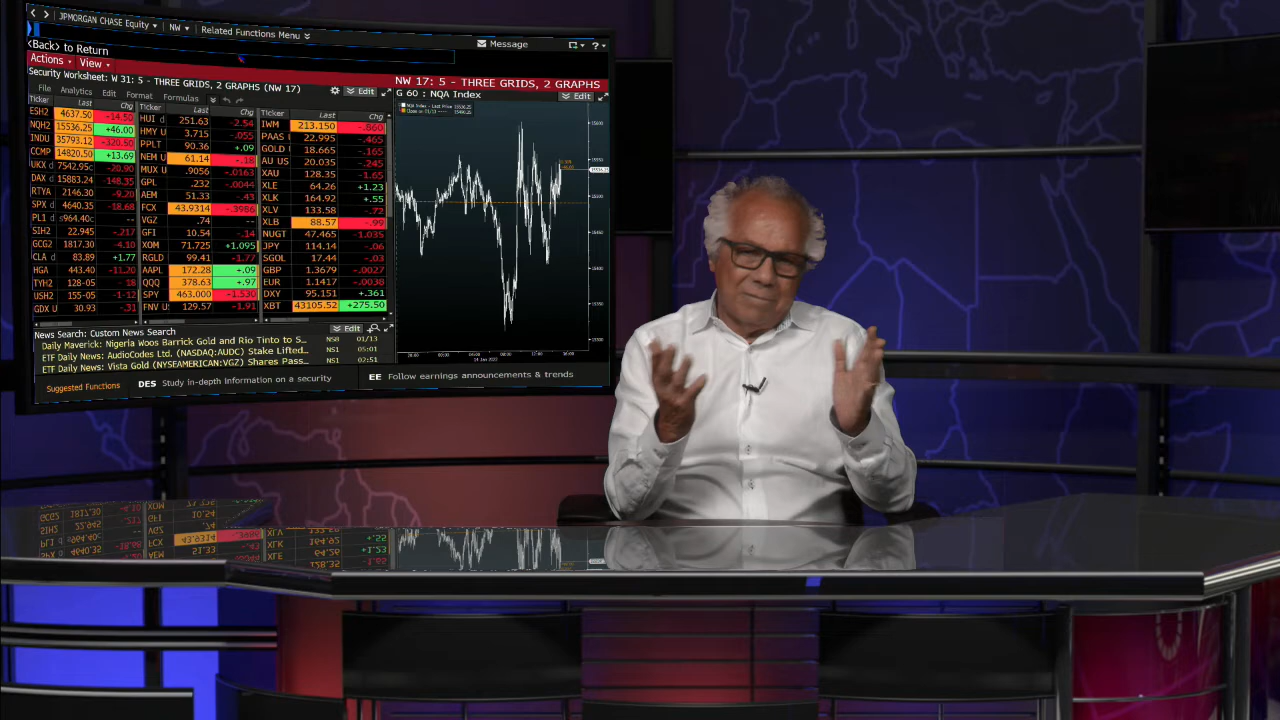 JPMORGAN CHASE Equity NW Related Functions Menu
Message ?
<Back> to Return
Actions View
Security Worksheet: W 31: 5 - THREE GRIDS, 2 GRAPHS (NW 17) Edit
File Analytics Edit Format Formulas
Ticker Last Chg
ESH2 4637.50 -14.50
NQH2 15536.25 +46.00
INDU 35793.12 -320.50
CCMP 14820.50 +13.69
UKX d 7542.95c -20.90
DAX d 15883.24 -148.35
RTYA 2146.30 -9.20
SPX d 4640.35 -18.68
PL1 d s964.40c --
SIH2 22.945 -.217
GCG2 1817.30 -4.10
CLA d 83.89 +1.77
HGA 443.40 -11.20
TYH2 128-05 -18
USH2 155-05 -1-12
GDX U 30.93 -.31
Ticker Last Chg
HUI d 251.63 -2.54
HMY U 3.715 -.055
PPLT 90.36 +.09
NEM U 61.14 -.18
MUX U .9056 -.0163
GPL .232 -.0044
AEM 51.33 -.43
FCX 43.9314 -.3986
VGZ .74 --
GFI 10.54 -.14
XOM 71.725 +1.095
RGLD 99.41 -1.77
AAPL 172.28 +.09
QQQ 378.63 +.97
SPY 463.000 -1.530
FNV U 129.57 -1.91
Ticker Last Chg
IWM 213.150 -.860
PAAS U 22.995 -.465
GOLD 18.665 -.165
AU US 20.035 -.245
XAU 128.35 -1.65
XLE 64.26 +1.23
XLK 164.92 +.55
XLV 133.58 -.72
XLB 88.57 -.99
NUGT 47.465 -1.035
JPY 114.14 -.06
SGOL 17.44 -.03
GBP 1.3679 -.0027
EUR 1.1417 -.0038
DXY 95.151 +.361
XBT 43105.52 +275.50
NW 17: 5 - THREE GRIDS, 2 GRAPHS
G 60 : NQA Index
Edit
14 Jan 2022
News Search: Custom News Search Edit
Daily Maverick: Nigeria Woos Barrick Gold and Rio Tinto to S... NS8 01/13
ETF Daily News: AudioCodes Ltd. (NASDAQ:AUDC) Stake Lifted... NS1 05:01
ETF Daily News: Vista Gold (NYSEAMERICAN:VGZ) Shares Pass... NS1 02:51
Suggested Functions DES Study in-depth information on a security EE Follow earnings announcements & trends